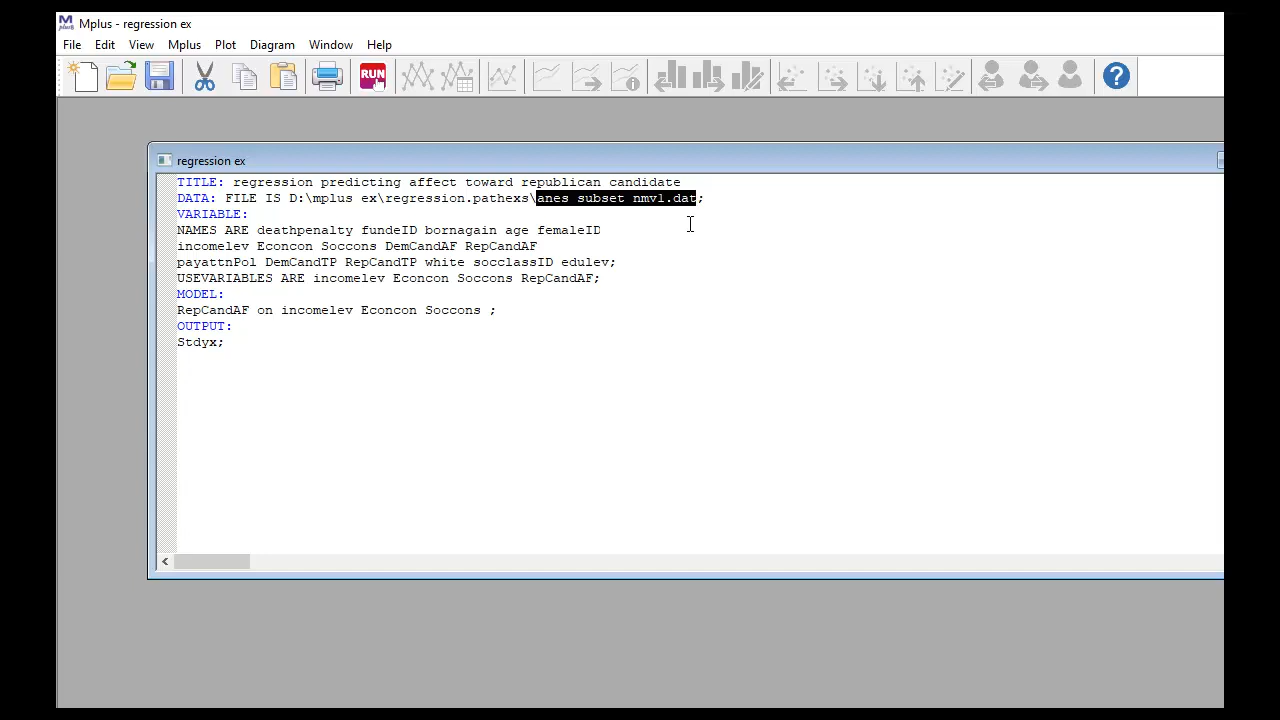 Mplus - regression ex
File Edit View Mplus Plot Diagram Window Help
RUN
regression ex
TITLE: regression predicting affect toward republican candidate
DATA: FILE IS D:\mplus ex\regression.pathexs\anes subset nmv1.dat;
VARIABLE:
NAMES ARE deathpenalty fundeID bornagain age femaleID
incomelev Econcon Soccons DemCandAF RepCandAF
payattnPol DemCandTP RepCandTP white socclassID edulev;
USEVARIABLES ARE incomelev Econcon Soccons RepCandAF;
MODEL:
RepCandAF on incomelev Econcon Soccons ;
OUTPUT:
Stdyx;